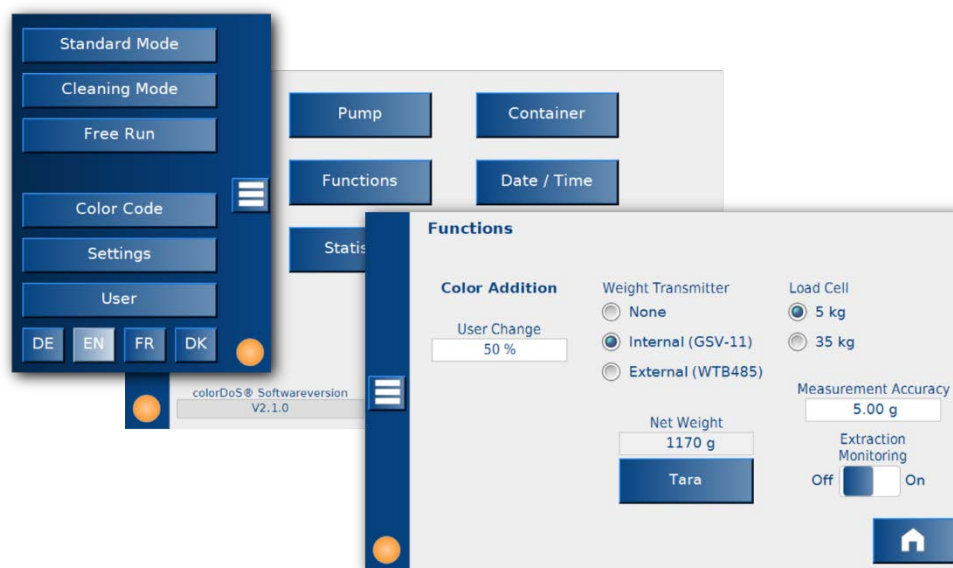 Standard Mode
Cleaning Mode
Free Run
Color Code
Settings
User
DE EN FR DK
Pump Container
Functions Date / Time
Statis
colorDoS® Softwareversion
V2.1.0
Functions
Color Addition
User Change
50 %
Weight Transmitter
None
Internal (GSV-11)
External (WTB485)
Net Weight
1170 g
Tara
Load Cell
5 kg
35 kg
Measurement Accuracy
5.00 g
Extraction
Monitoring
Off On